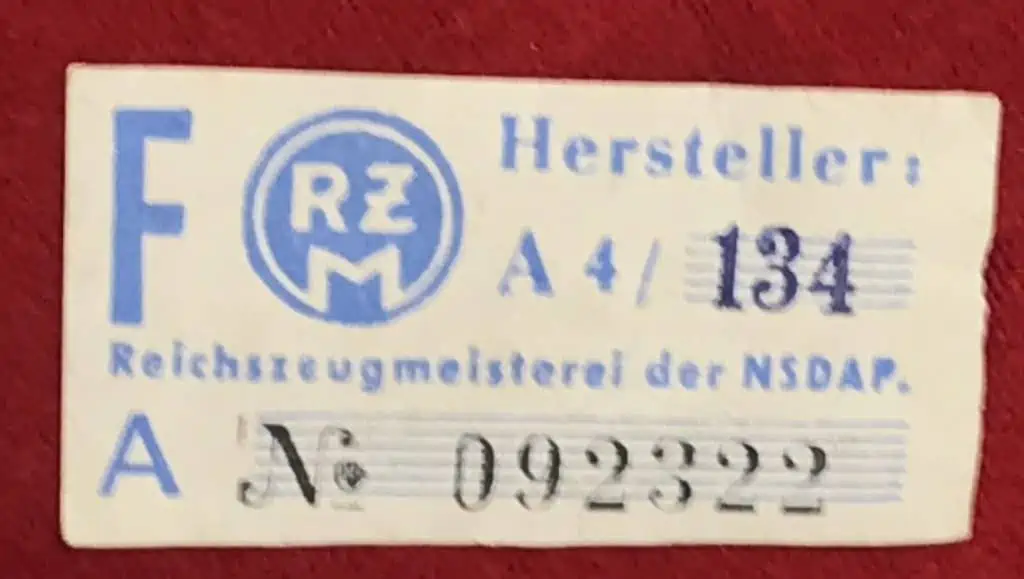 F RZM Hersteller:
A 4 / 134
Reichszeugmeisterei der NSDAP.
A № 092322